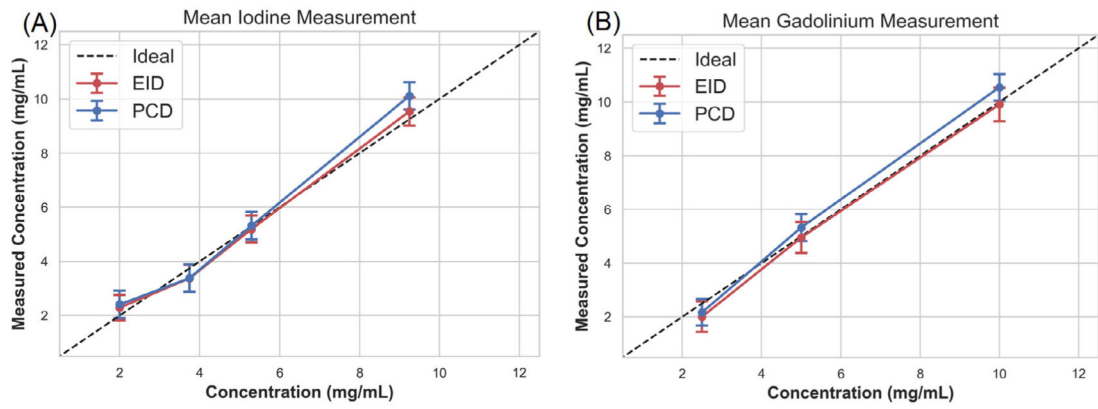 (A)
Mean Iodine Measurement
Measured Concentration (mg/mL)
12
10
8
6
4
2
Ideal
EID
PCD
2 4 6 8 10 12
Concentration (mg/mL)
(B)
Mean Gadolinium Measurement
Measured Concentration (mg/mL)
12
10
8
6
4
2
Ideal
EID
PCD
2 4 6 8 10 12
Concentration (mg/mL)